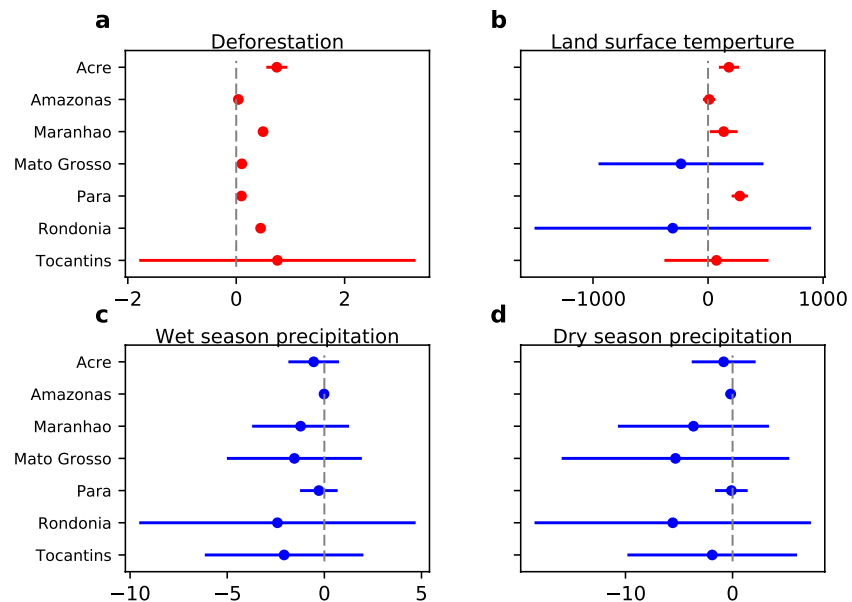 a
Deforestation
Acre
Amazonas
Maranhao
Mato Grosso
Para
Rondonia
Tocantins
−2 0 2
b
Land surface temperture
−1000 0 1000
c
Wet season precipitation
Acre
Amazonas
Maranhao
Mato Grosso
Para
Rondonia
Tocantins
−10 −5 0 5
d
Dry season precipitation
−10 0